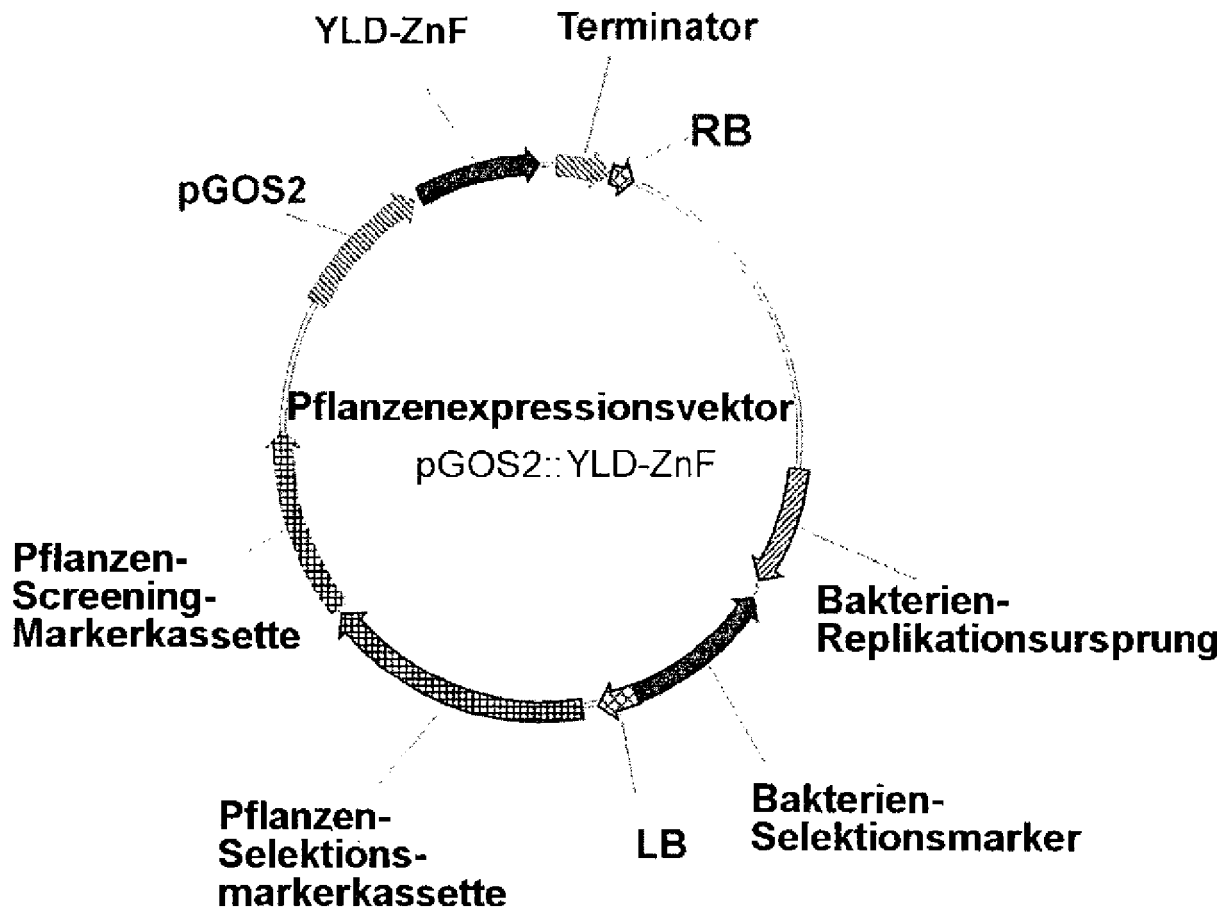 YLD-ZnF
Terminator
RB
pGOS2
Pflanzenexpressionsvektor
pGOS2::YLD-ZnF
Pflanzen-
Screening-
Markerkassette
Bakterien-
Replikationsursprung
Pflanzen-
Selektions-
markerkassette
LB
Bakterien-
Selektionsmarker